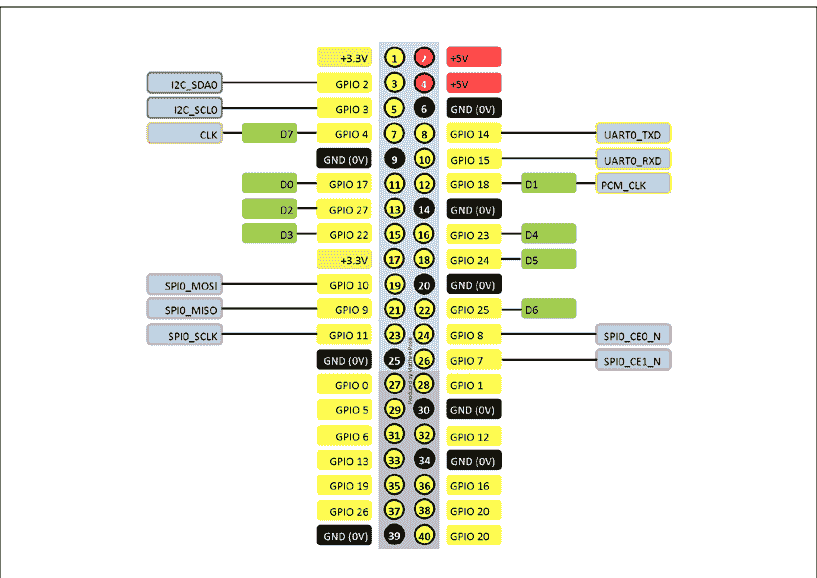 +3.3V 1 2 +5V
I2C_SDA0 GPIO 2 3 4 +5V
I2C_SCL0 GPIO 3 5 6 GND (0V)
CLK D7 GPIO 4 7 8 GPIO 14 UART0_TXD
GND (0V) 9 10 GPIO 15 UART0_RXD
D0 GPIO 17 11 12 GPIO 18 D1 PCM_CLK
D2 GPIO 27 13 14 GND (0V)
D3 GPIO 22 15 16 GPIO 23 D4
+3.3V 17 18 GPIO 24 D5
SPI0_MOSI GPIO 10 19 20 GND (0V)
SPI0_MISO GPIO 9 21 22 GPIO 25 D6
SPI0_SCLK GPIO 11 23 24 GPIO 8 SPI0_CE0_N
GND (0V) 25 26 GPIO 7 SPI0_CE1_N
GPIO 0 27 28 GPIO 1
GPIO 5 29 30 GND (0V)
GPIO 6 31 32 GPIO 12
GPIO 13 33 34 GND (0V)
GPIO 19 35 36 GPIO 16
GPIO 26 37 38 GPIO 20
GND (0V) 39 40 GPIO 20
Produced by Matthew